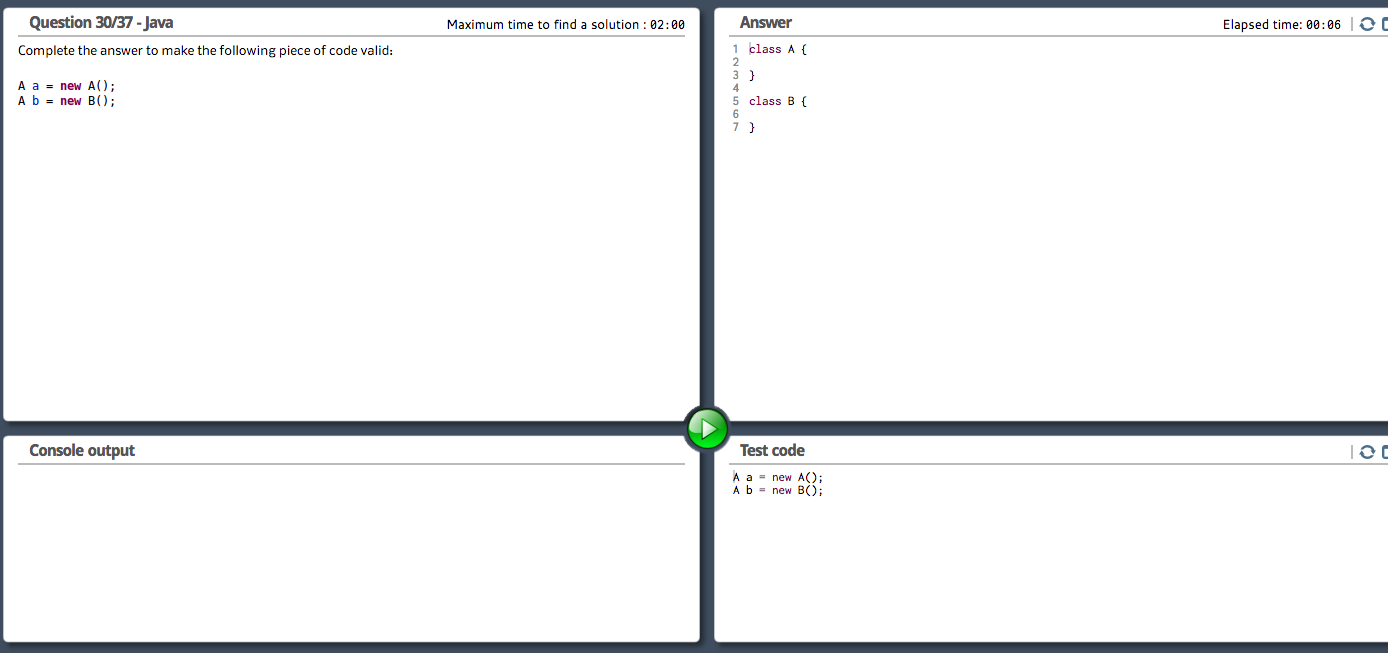 Question 30/37 - Java
Maximum time to find a solution : 02:00
Complete the answer to make the following piece of code valid:
A a = new A();
A b = new B();
Answer
Elapsed time: 00:06
1 class A {
2
3 }
4
5 class B {
6
7 }
Console output
Test code
A a = new A();
A b = new B();